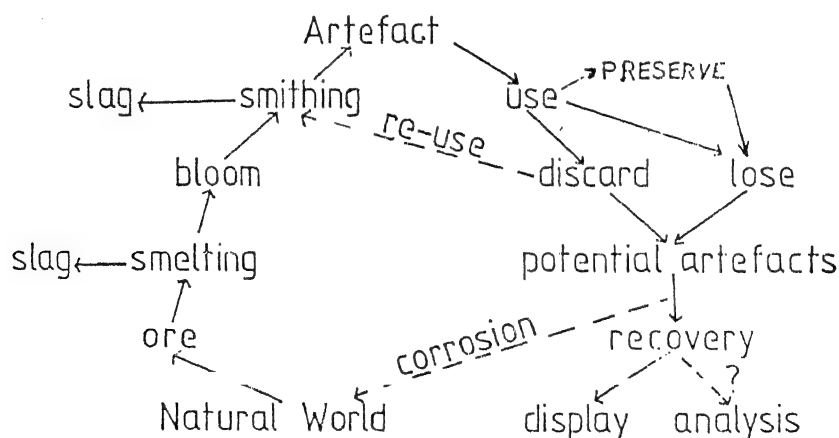 Artefact
slag smithing use PRESERVE
re-use
bloom discard lose
slag smelting potential artefacts
ore corrosion recovery
?
Natural World display analysis